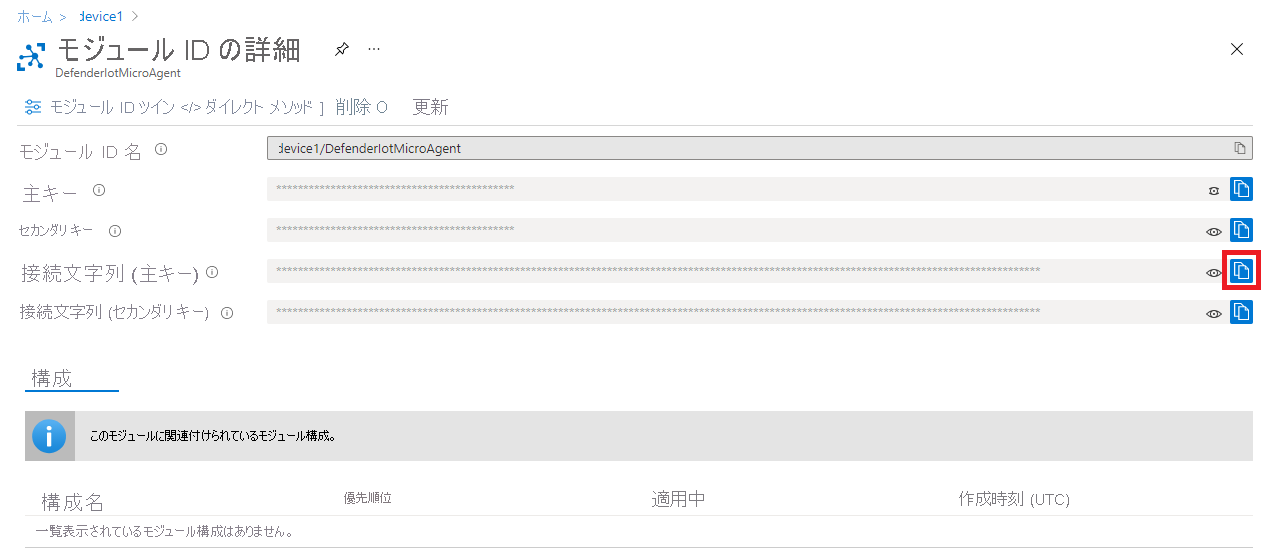 ホーム > device1 >
モジュール ID の詳細 ...
DefenderIotMicroAgent
モジュール ID ツイン </> ダイレクト メソッド ] 削除 O 更新
モジュール ID 名 device1/DefenderIotMicroAgent
主キー ********************************************
セカンダリ キー ********************************************
接続文字列 (主キー) **********************************************************************************************************************************************
接続文字列 (セカンダリ キー) **********************************************************************************************************************************************
構成
このモジュールに関連付けられているモジュール構成。
構成名 優先順位 適用中 作成時刻 (UTC)
一覧表示されているモジュール構成はありません。